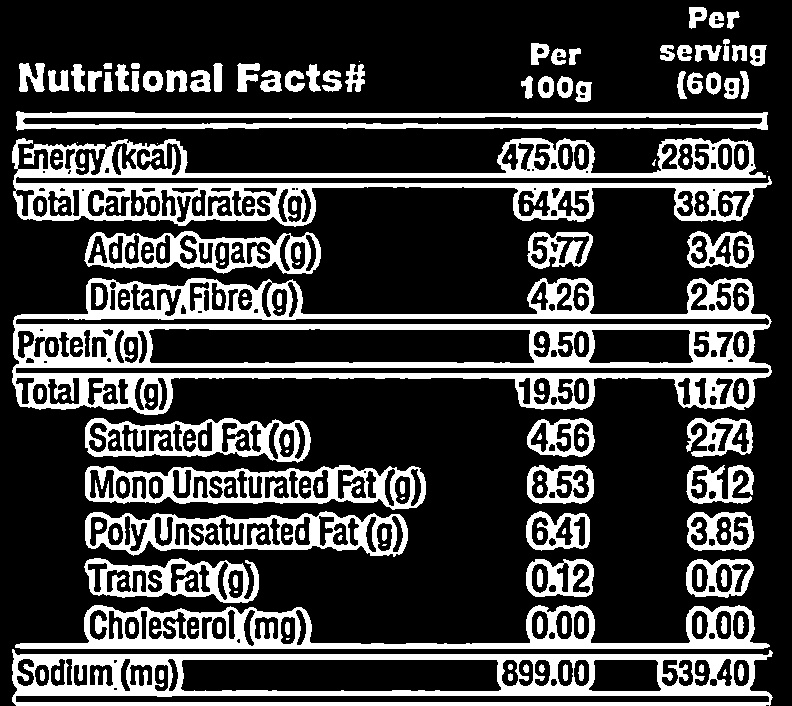 Nutritional Facts# Per 100g Per serving (60g)
Energy (kcal) 475.00 285.00
Total Carbohydrates (g) 64.45 38.67
Added Sugars (g) 5.77 3.46
Dietary Fibre (g) 4.26 2.56
Protein (g) 9.50 5.70
Total Fat (g) 19.50 11.70
Saturated Fat (g) 4.56 2.74
Mono Unsaturated Fat (g) 8.53 5.12
Poly Unsaturated Fat (g) 6.41 3.85
Trans Fat (g) 0.12 0.07
Cholesterol (mg) 0.00 0.00
Sodium (mg) 899.00 539.40